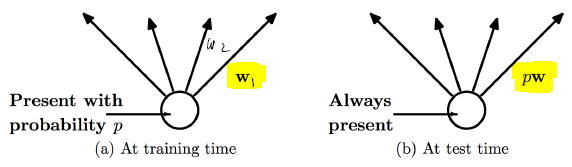 w₂
w₁
pw
Present with
probability p
Always
present
(a) At training time
(b) At test time